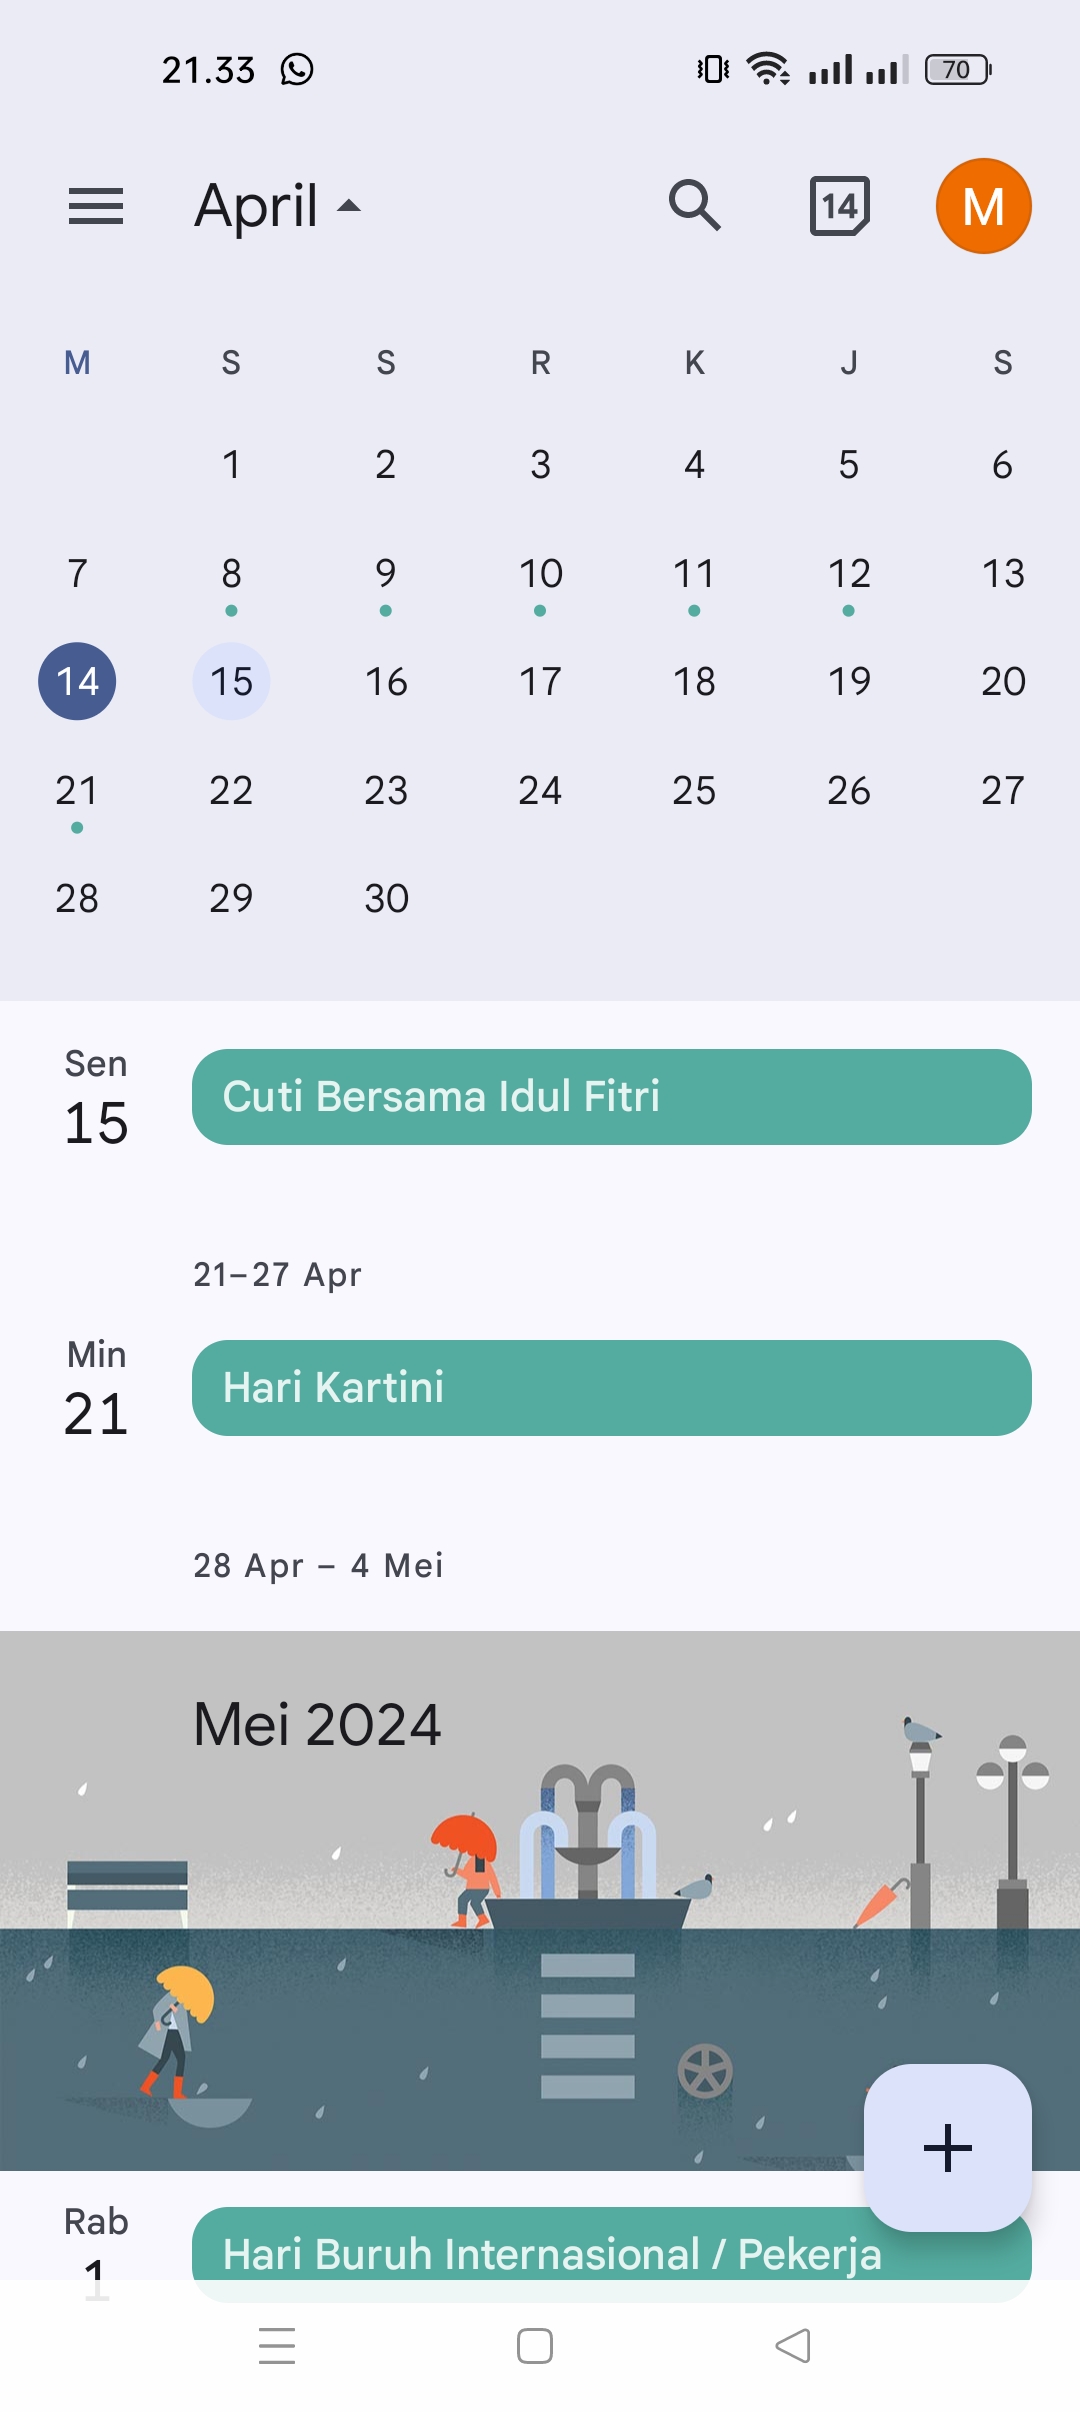 21.33 70
April 14 M
M S S R K J S
1 2 3 4 5 6
7 8 9 10 11 12 13
14 15 16 17 18 19 20
21 22 23 24 25 26 27
28 29 30
Sen
15
Cuti Bersama Idul Fitri
21–27 Apr
Min
21
Hari Kartini
28 Apr – 4 Mei
Mei 2024
Rab
1
Hari Buruh Internasional / Pekerja